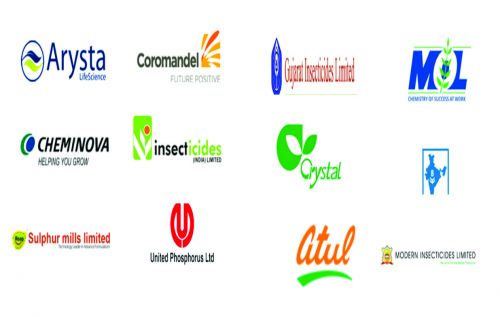 Arysta
LifeScience
Coromandel
FUTURE POSITIVE
Gujarat Insecticides Limited
MOL
CHEMISTRY OF SUCCESS AT WORK
CHEMINOVA
HELPING YOU GROW
insecticides
(INDIA) LIMITED
Crystal
Sulphur mills limited
United Phosphorus Ltd
atul
MODERN INSECTICIDES LIMITED